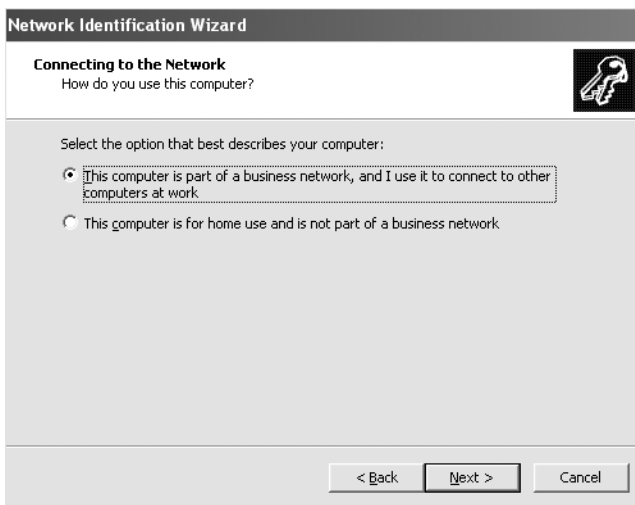 Network Identification Wizard
Connecting to the Network
How do you use this computer?
Select the option that best describes your computer:
This computer is part of a business network, and I use it to connect to other
computers at work
This computer is for home use and is not part of a business network
< Back Next > Cancel